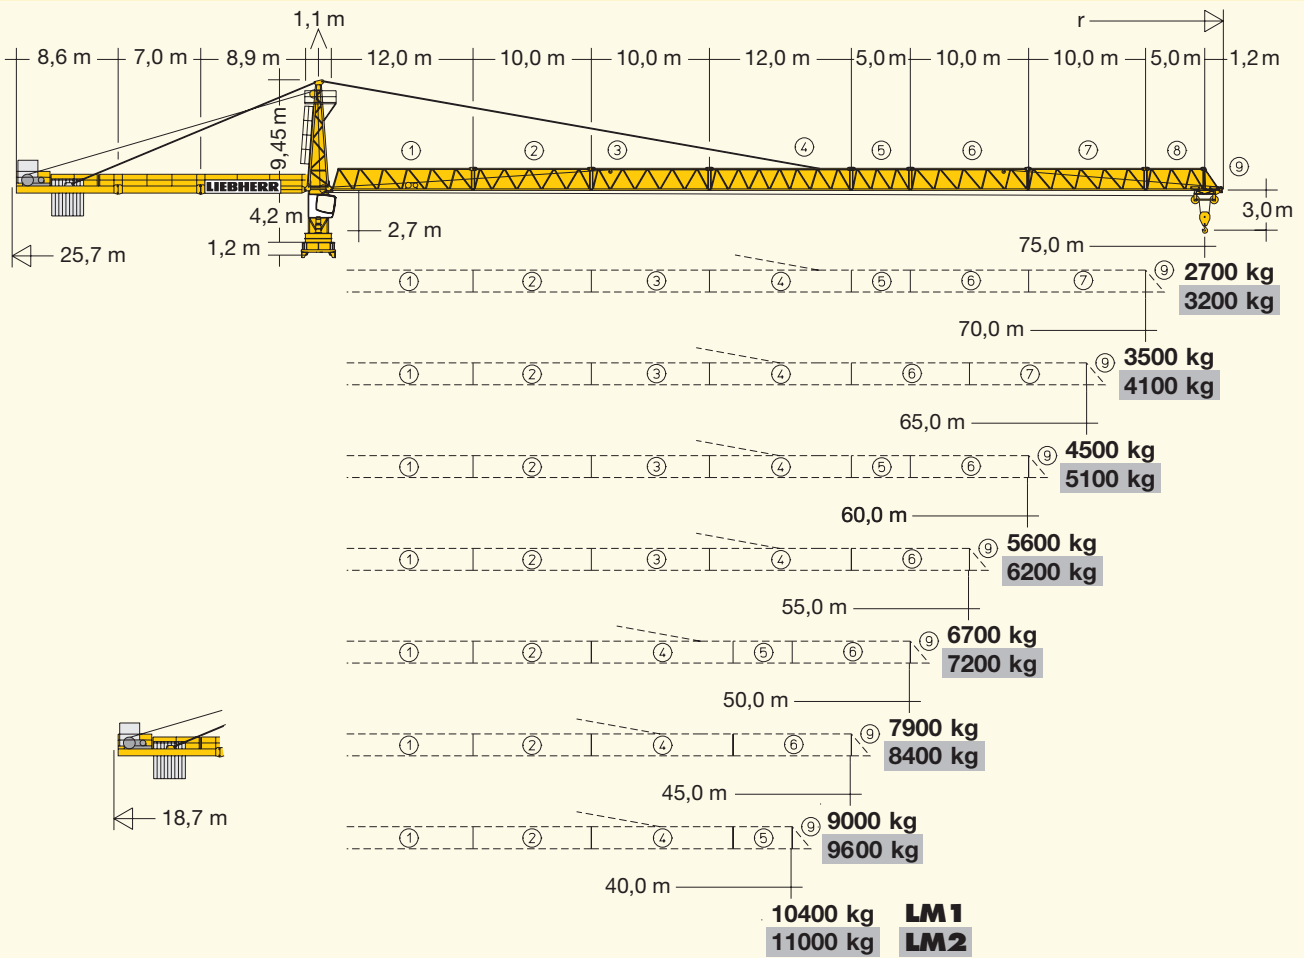 1,1 m
r
8,6 m 7,0 m 8,9 m 12,0 m 10,0 m 10,0 m 12,0 m 5,0 m 10,0 m 10,0 m 5,0 m 1,2 m
9,45 m
1 2 3 4 5 6 7 8 9
LIEBHERR
4,2 m
3,0 m
2,7 m
1,2 m
25,7 m
75,0 m
1 2 3 4 5 6 7 9 2700 kg
3200 kg
70,0 m
1 2 3 4 6 7 9 3500 kg
4100 kg
65,0 m
1 2 3 4 5 6 9 4500 kg
5100 kg
60,0 m
1 2 3 4 6 9 5600 kg
6200 kg
55,0 m
1 2 4 5 6 9 6700 kg
7200 kg
50,0 m
1 2 4 6 9 7900 kg
8400 kg
45,0 m
18,7 m
1 2 4 5 9 9000 kg
9600 kg
40,0 m
10400 kg LM1
11000 kg LM2